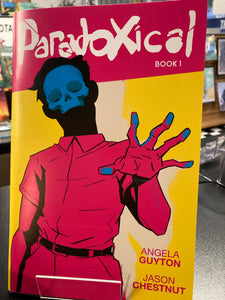 ParadoXical
BOOK 1
ANGELA
GUYTON
JASON
CHESTNUT